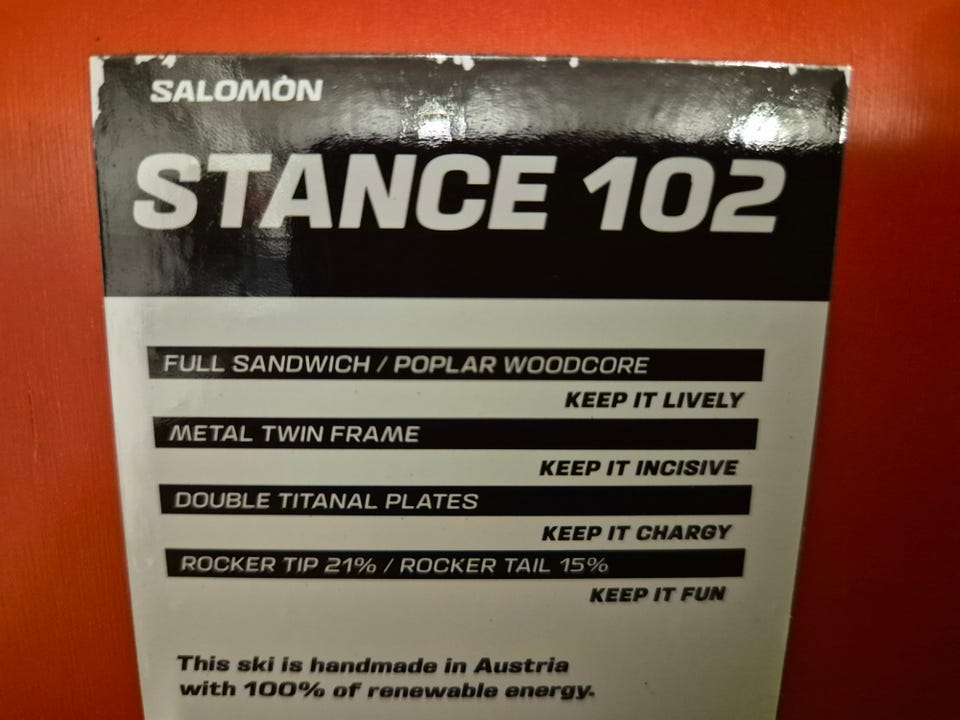 SALOMON
STANCE 102
FULL SANDWICH / POPLAR WOODCORE
KEEP IT LIVELY
METAL TWIN FRAME
KEEP IT INCISIVE
DOUBLE TITANAL PLATES
KEEP IT CHARGY
ROCKER TIP 21% / ROCKER TAIL 15%
KEEP IT FUN
This ski is handmade in Austria
with 100% of renewable energy.